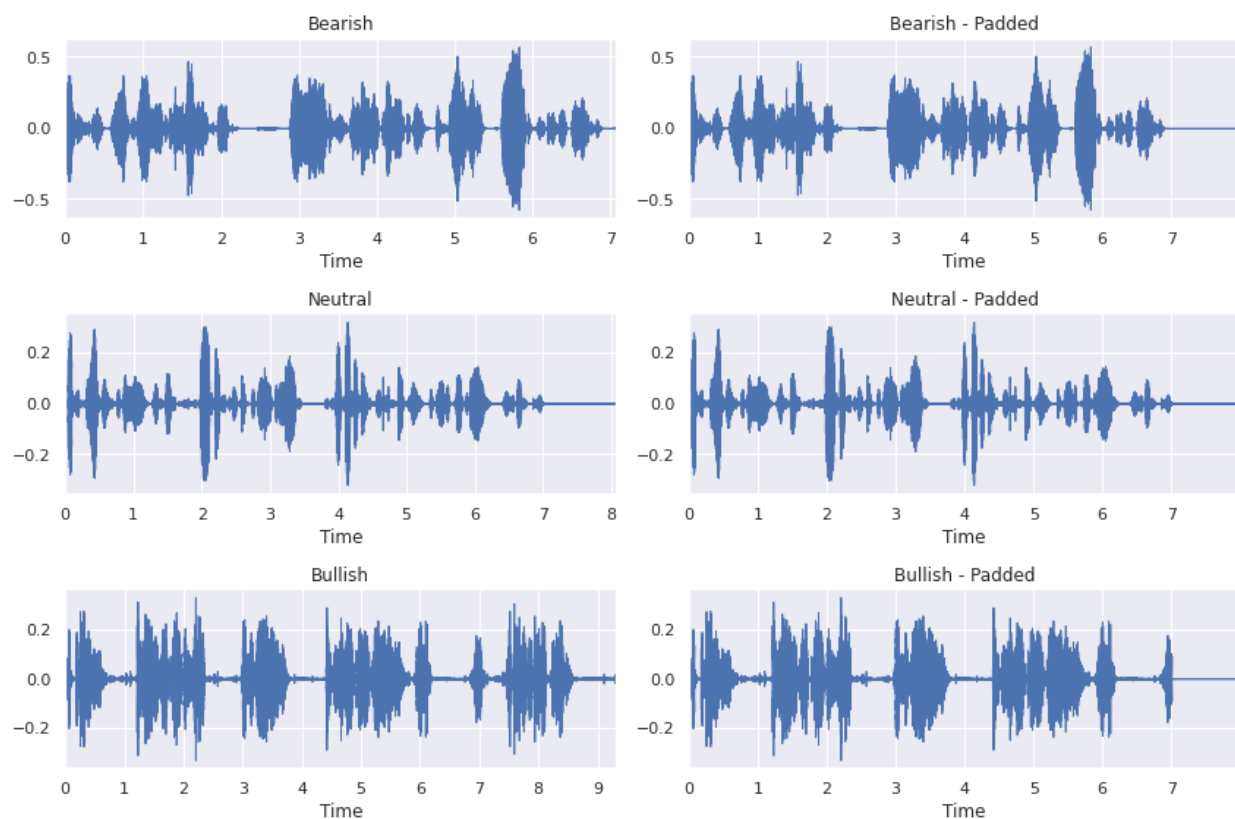 Bearish
Bearish - Padded
0.5
0.0
−0.5
0 1 2 3 4 5 6 7
Time
0.5
0.0
−0.5
0 1 2 3 4 5 6 7
Time
Neutral
Neutral - Padded
0.2
0.0
−0.2
0 1 2 3 4 5 6 7 8
Time
0.2
0.0
−0.2
0 1 2 3 4 5 6 7
Time
Bullish
Bullish - Padded
0.2
0.0
−0.2
0 1 2 3 4 5 6 7 8 9
Time
0.2
0.0
−0.2
0 1 2 3 4 5 6 7
Time